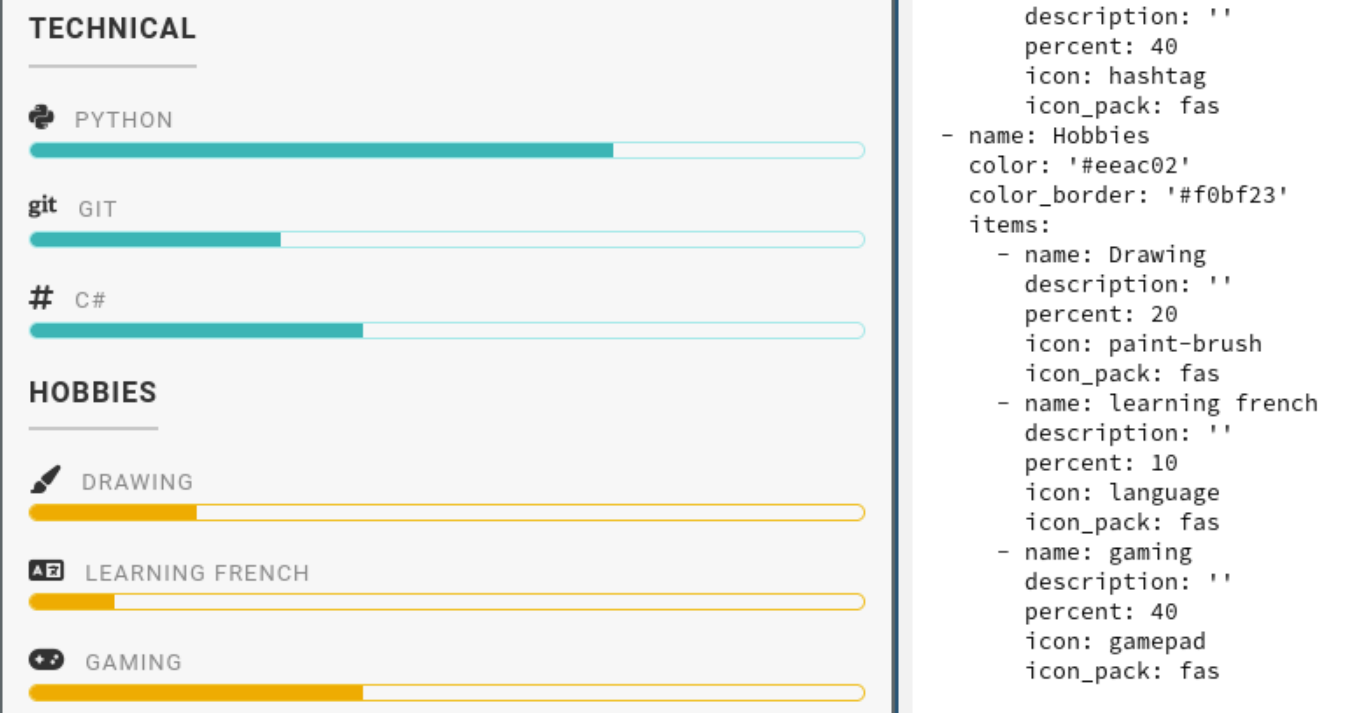 TECHNICAL
PYTHON
git GIT
# C#
HOBBIES
DRAWING
A LEARNING FRENCH
GAMING
description: ''
percent: 40
icon: hashtag
icon_pack: fas
- name: Hobbies
color: '#eeac02'
color_border: '#f0bf23'
items:
- name: Drawing
description: ''
percent: 20
icon: paint-brush
icon_pack: fas
- name: learning french
description: ''
percent: 10
icon: language
icon_pack: fas
- name: gaming
description: ''
percent: 40
icon: gamepad
icon_pack: fas